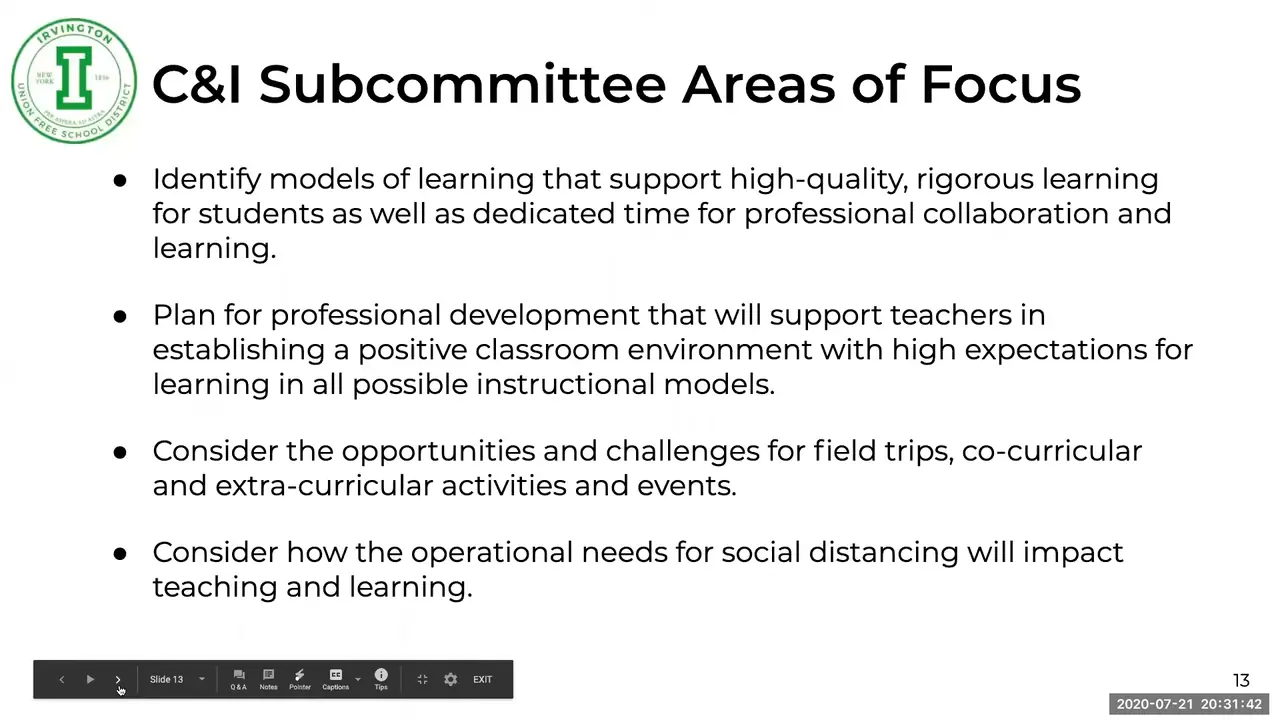 IRVINGTON
NEW YORK
1896
PER ASPERA AD ASTRA
UNION FREE SCHOOL DISTRICT
C&I Subcommittee Areas of Focus
● Identify models of learning that support high-quality, rigorous learning
for students as well as dedicated time for professional collaboration and
learning.
● Plan for professional development that will support teachers in
establishing a positive classroom environment with high expectations for
learning in all possible instructional models.
● Consider the opportunities and challenges for field trips, co-curricular
and extra-curricular activities and events.
● Consider how the operational needs for social distancing will impact
teaching and learning.
Slide 13
Q & A
Notes
Pointer
Captions
Tips
EXIT
13
2020-07-21 20:31:42